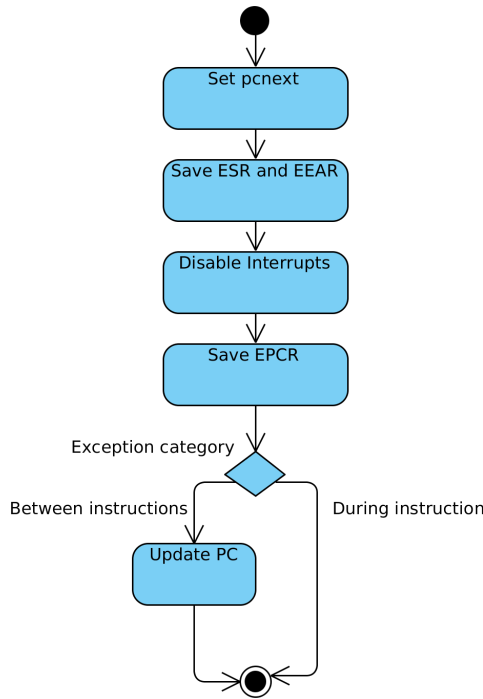 Set pcnext
Save ESR and EEAR
Disable Interrupts
Save EPCR
Exception category
Between instructions
During instruction
Update PC